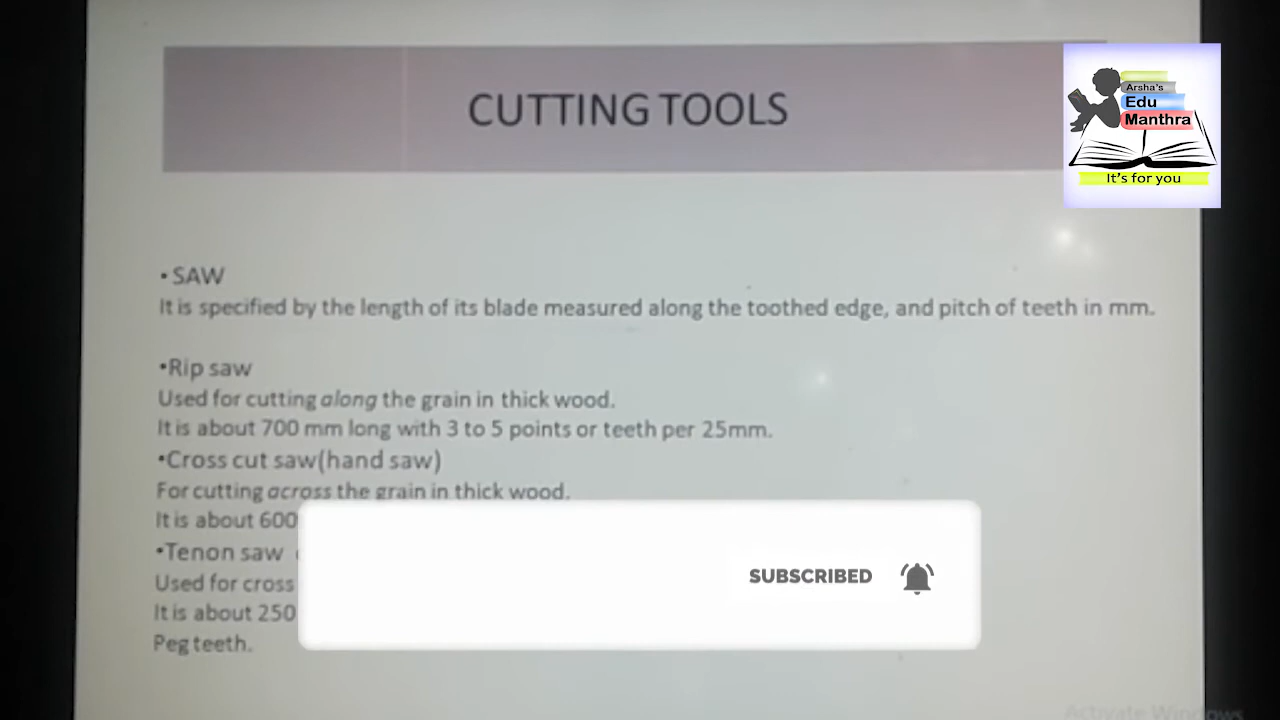 CUTTING TOOLS
Arsha's
Edu
Manthra
It's for you
• SAW
It is specified by the length of its blade measured along the toothed edge, and pitch of teeth in mm.
•Rip saw
Used for cutting along the grain in thick wood.
It is about 700 mm long with 3 to 5 points or teeth per 25mm.
•Cross cut saw(hand saw)
For cutting across the grain in thick wood.
It is about 600
•Tenon saw
Used for cross
It is about 250
Peg teeth.
SUBSCRIBED
Activate Windows